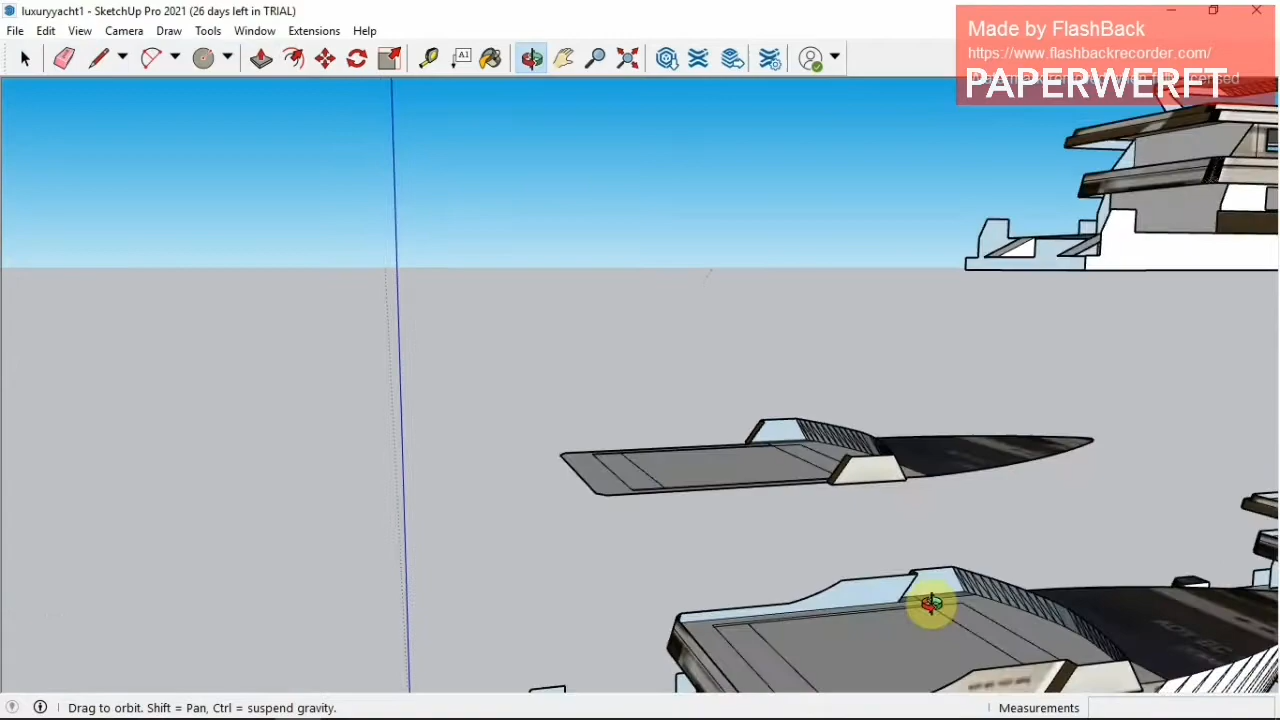 luxuryyacht1 - SketchUp Pro 2021 (26 days left in TRIAL)
File Edit View Camera Draw Tools Window Extensions Help
Made by FlashBack
https://www.flashbackrecorder.com/
PAPERWERFT
A1
Drag to orbit. Shift = Pan, Ctrl = suspend gravity.
Measurements